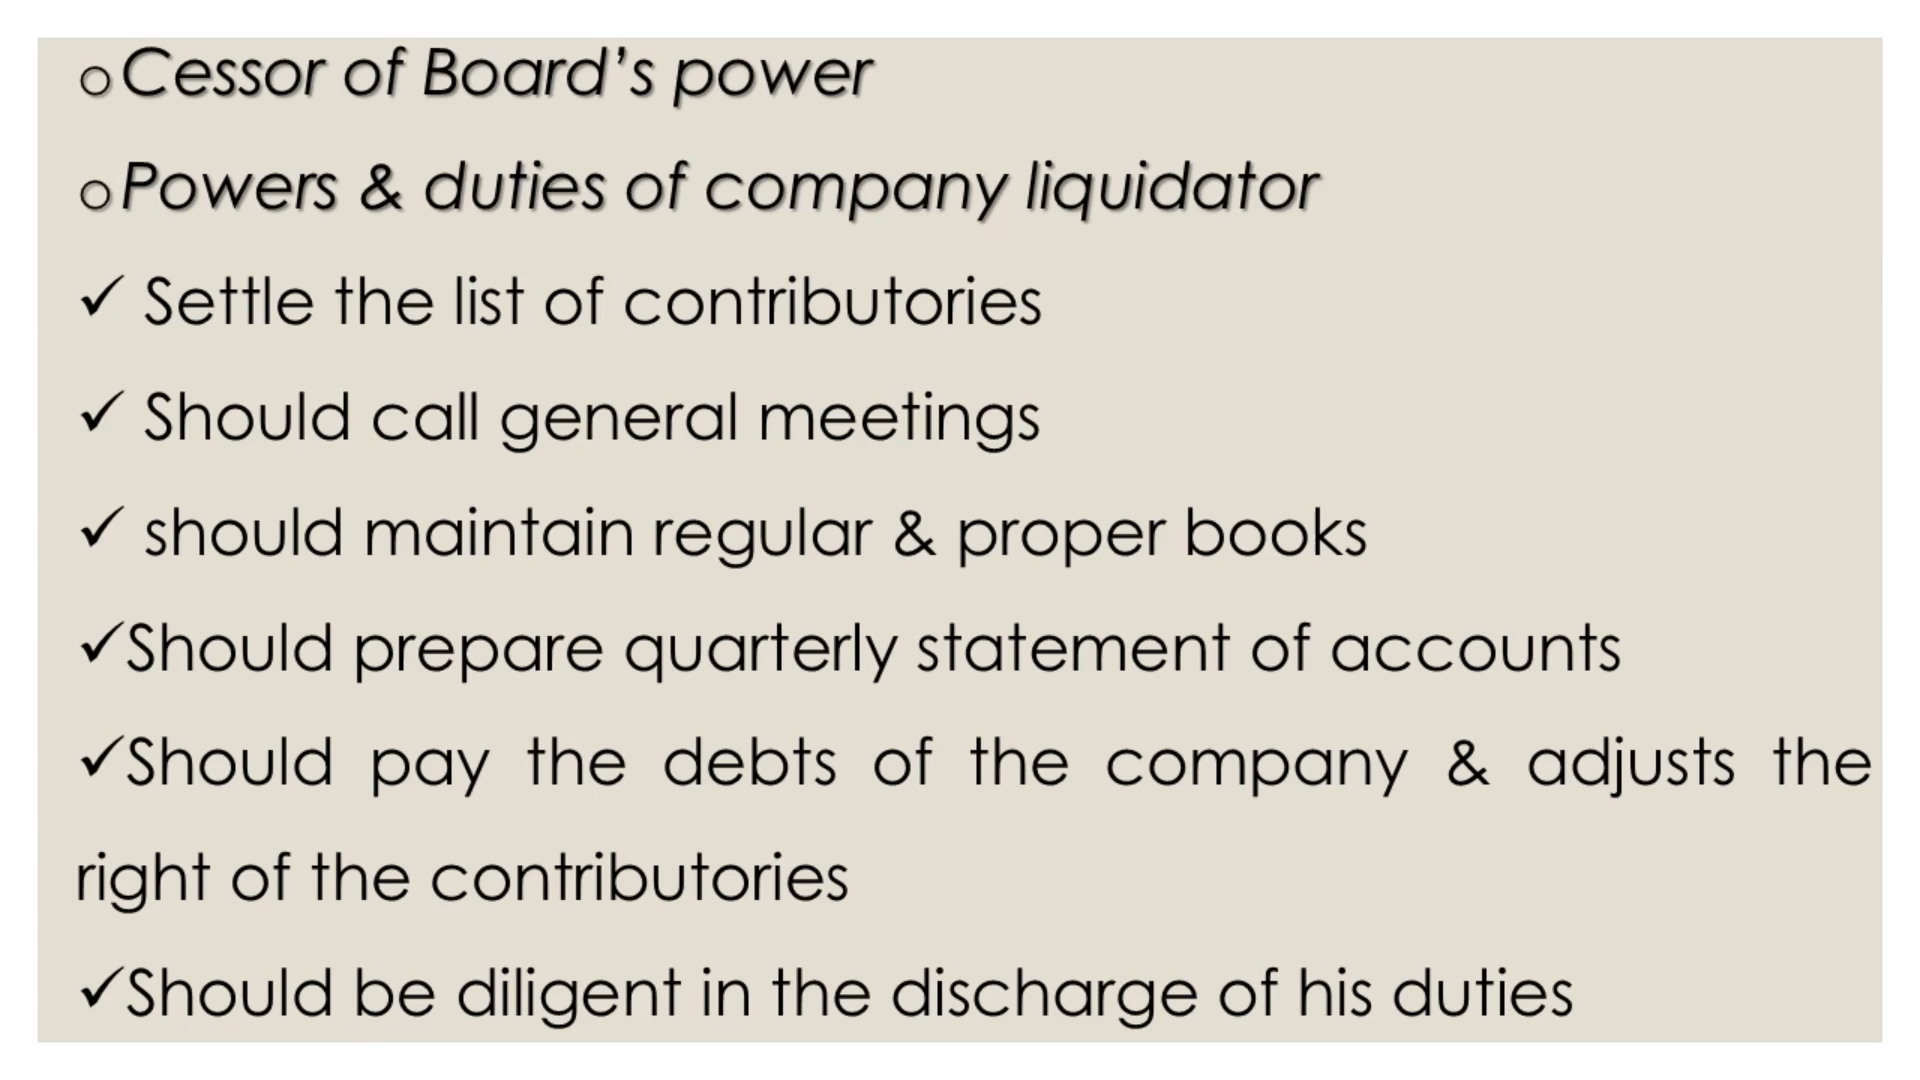 o Cessor of Board’s power
o Powers & duties of company liquidator
✓ Settle the list of contributories
✓ Should call general meetings
✓ should maintain regular & proper books
✓Should prepare quarterly statement of accounts
✓Should pay the debts of the company & adjusts the
right of the contributories
✓Should be diligent in the discharge of his duties